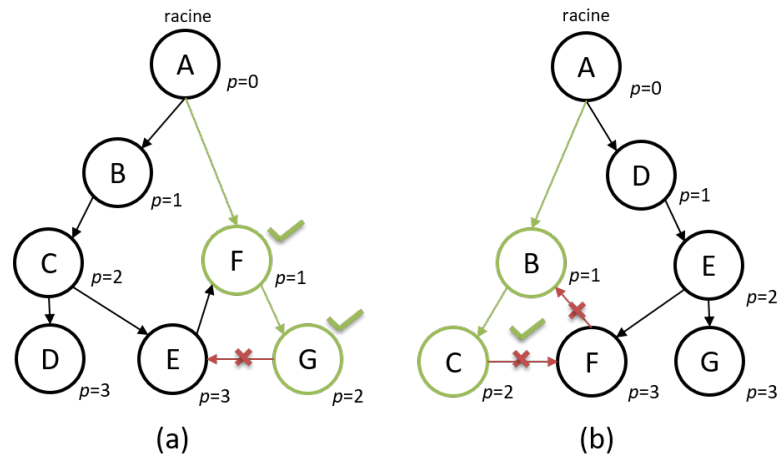 racine
A
p=0
B
p=1
C
p=2
F
p=1
D
p=3
E
p=3
G
p=2
(a)
racine
A
p=0
D
p=1
B
p=1
E
p=2
C
p=2
F
p=3
G
p=3
(b)